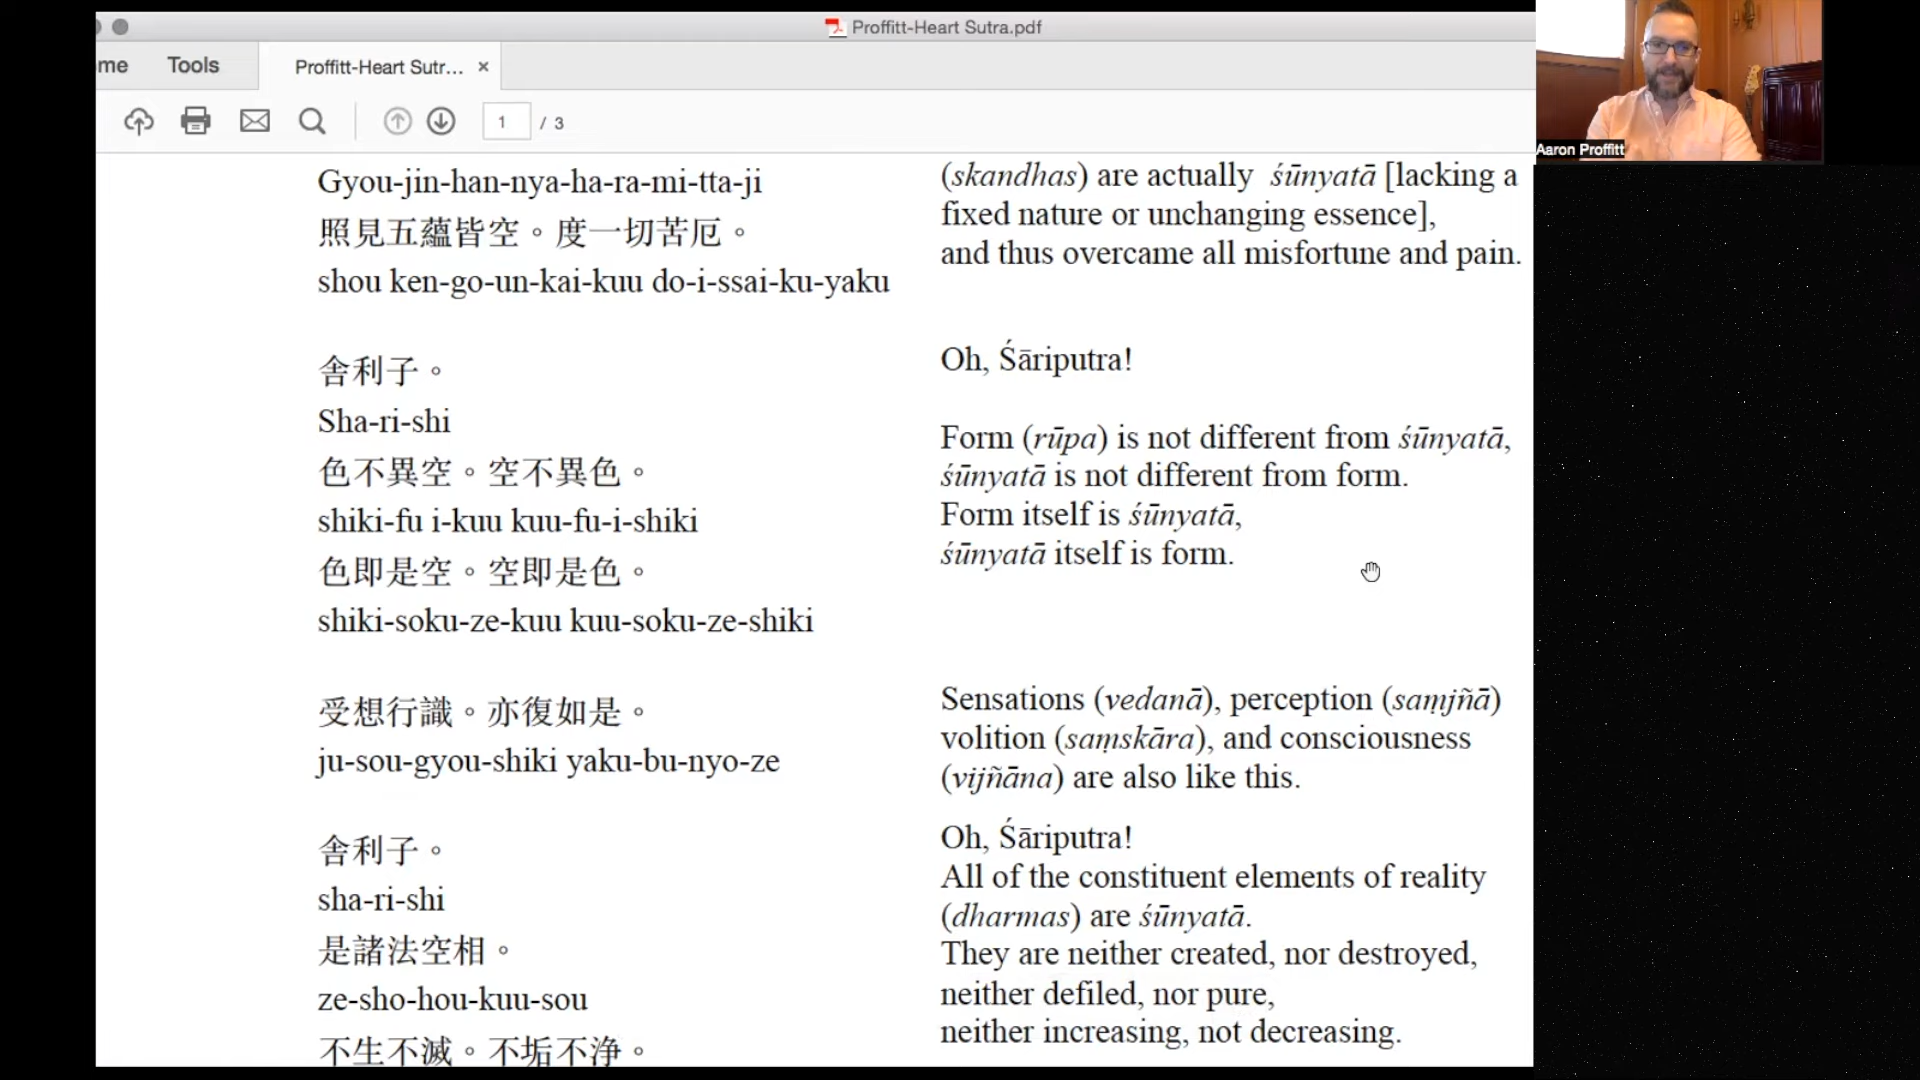 Proffitt-Heart Sutra.pdf
me
Tools
Proffitt-Heart Sutr... ×
1 / 3
Aaron Proffitt
Gyou-jin-han-nya-ha-ra-mi-tta-ji
照見五蘊皆空。度一切苦厄。
shou ken-go-un-kai-kuu do-i-ssai-ku-yaku
舍利子。
Sha-ri-shi
色不異空。空不異色。
shiki-fu i-kuu kuu-fu-i-shiki
色即是空。空即是色。
shiki-soku-ze-kuu kuu-soku-ze-shiki
受想行識。亦復如是。
ju-sou-gyou-shiki yaku-bu-nyo-ze
舍利子。
sha-ri-shi
是諸法空相。
ze-sho-hou-kuu-sou
不生不滅。不垢不浄。
(skandhas) are actually śūnyatā [lacking a
fixed nature or unchanging essence],
and thus overcame all misfortune and pain.
Oh, Śāriputra!
Form (rūpa) is not different from śūnyatā,
śūnyatā is not different from form.
Form itself is śūnyatā,
śūnyatā itself is form.
Sensations (vedanā), perception (saṃjñā)
volition (saṃskāra), and consciousness
(vijñāna) are also like this.
Oh, Śāriputra!
All of the constituent elements of reality
(dharmas) are śūnyatā.
They are neither created, nor destroyed,
neither defiled, nor pure,
neither increasing, not decreasing.